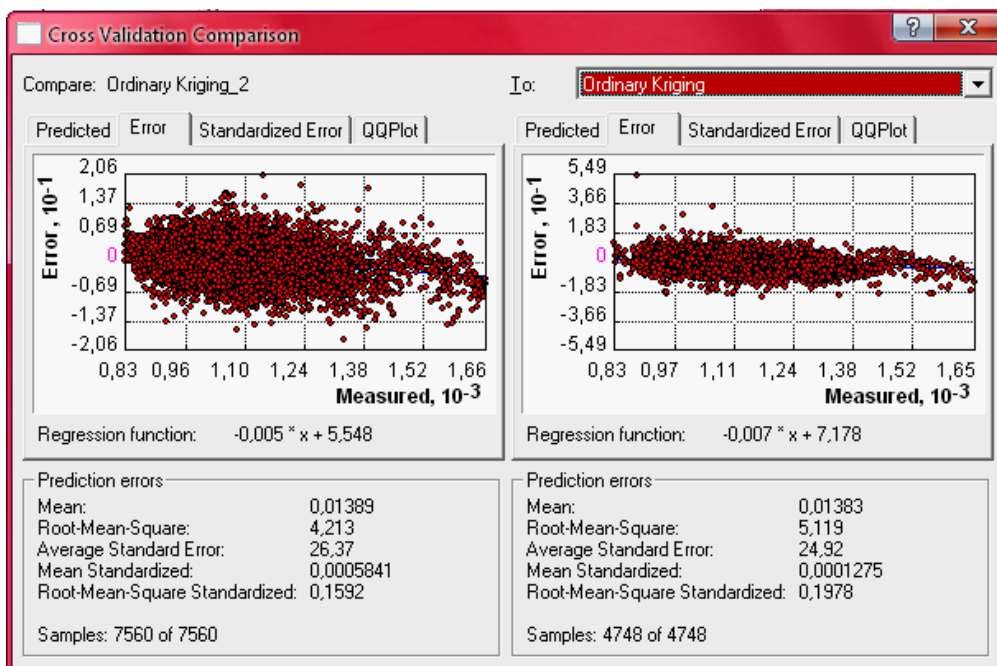 Cross Validation Comparison
Compare: Ordinary Kriging_2
To: Ordinary Kriging
Predicted Error Standardized Error QQPlot
Error, 10-1
2,06
1,37
0,69
0
-0,69
-1,37
-2,06
0,83 0,96 1,10 1,24 1,38 1,52 1,66
Measured, 10-3
Regression function: -0,005 * x + 5,548
Prediction errors
Mean: 0,01389
Root-Mean-Square: 4,213
Average Standard Error: 26,37
Mean Standardized: 0,0005841
Root-Mean-Square Standardized: 0,1592
Samples: 7560 of 7560
Predicted Error Standardized Error QQPlot
Error, 10-1
5,49
3,66
1,83
0
-1,83
-3,66
-5,49
0,83 0,97 1,11 1,24 1,38 1,52 1,65
Measured, 10-3
Regression function: -0,007 * x + 7,178
Prediction errors
Mean: 0,01383
Root-Mean-Square: 5,119
Average Standard Error: 24,92
Mean Standardized: 0,0001275
Root-Mean-Square Standardized: 0,1978
Samples: 4748 of 4748